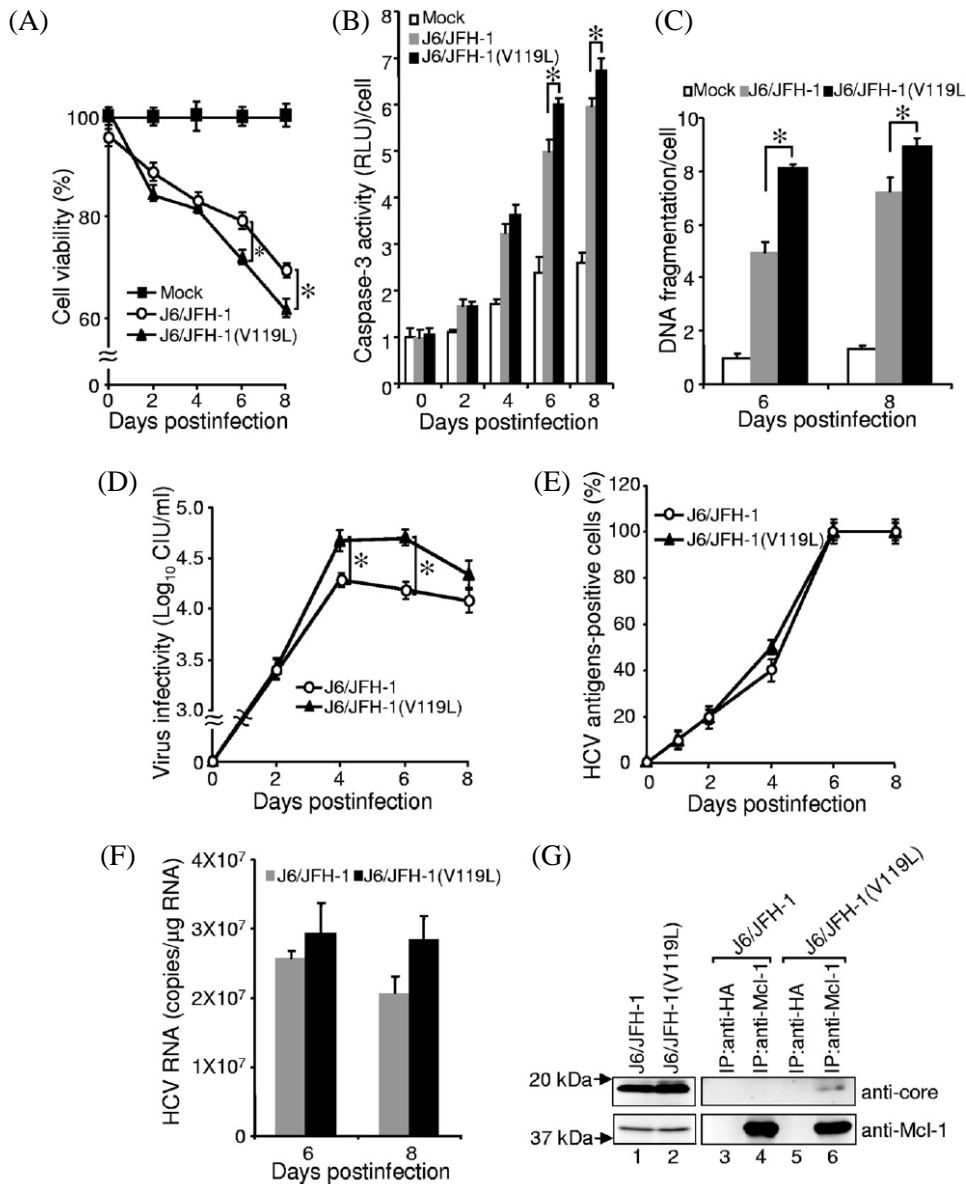 (A)
Cell viability (%)
100
80
60
0
Mock
J6/JFH-1
J6/JFH-1(V119L)
*
*
0 2 4 6 8
Days postinfection
(B)
Caspase-3 activity (RLU)/cell
8
7
6
5
4
3
2
1
0
Mock
J6/JFH-1
J6/JFH-1(V119L)
*
*
0 2 4 6 8
Days postinfection
(C)
Mock J6/JFH-1 J6/JFH-1(V119L)
DNA fragmentation/cell
10
8
6
4
2
0
*
*
6 8
Days postinfection
(D)
Virus infectivity (Log10 CIU/ml)
5.0
4.5
4.0
3.5
3.0
0
*
*
J6/JFH-1
J6/JFH-1(V119L)
0 2 4 6 8
Days postinfection
(E)
HCV antigens-positive cells (%)
120
100
80
60
40
20
0
J6/JFH-1
J6/JFH-1(V119L)
0 2 4 6 8
Days postinfection
(F)
HCV RNA (copies/μg RNA)
4X10^7
3X10^7
2X10^7
1X10^7
0
J6/JFH-1 J6/JFH-1(V119L)
6 8
Days postinfection
(G)
J6/JFH-1
J6/JFH-1(V119L)
J6/JFH-1
J6/JFH-1(V119L)
IP:anti-HA
IP:anti-Mcl-1
IP:anti-HA
IP:anti-Mcl-1
20 kDa
anti-core
37 kDa
anti-Mcl-1
1 2 3 4 5 6